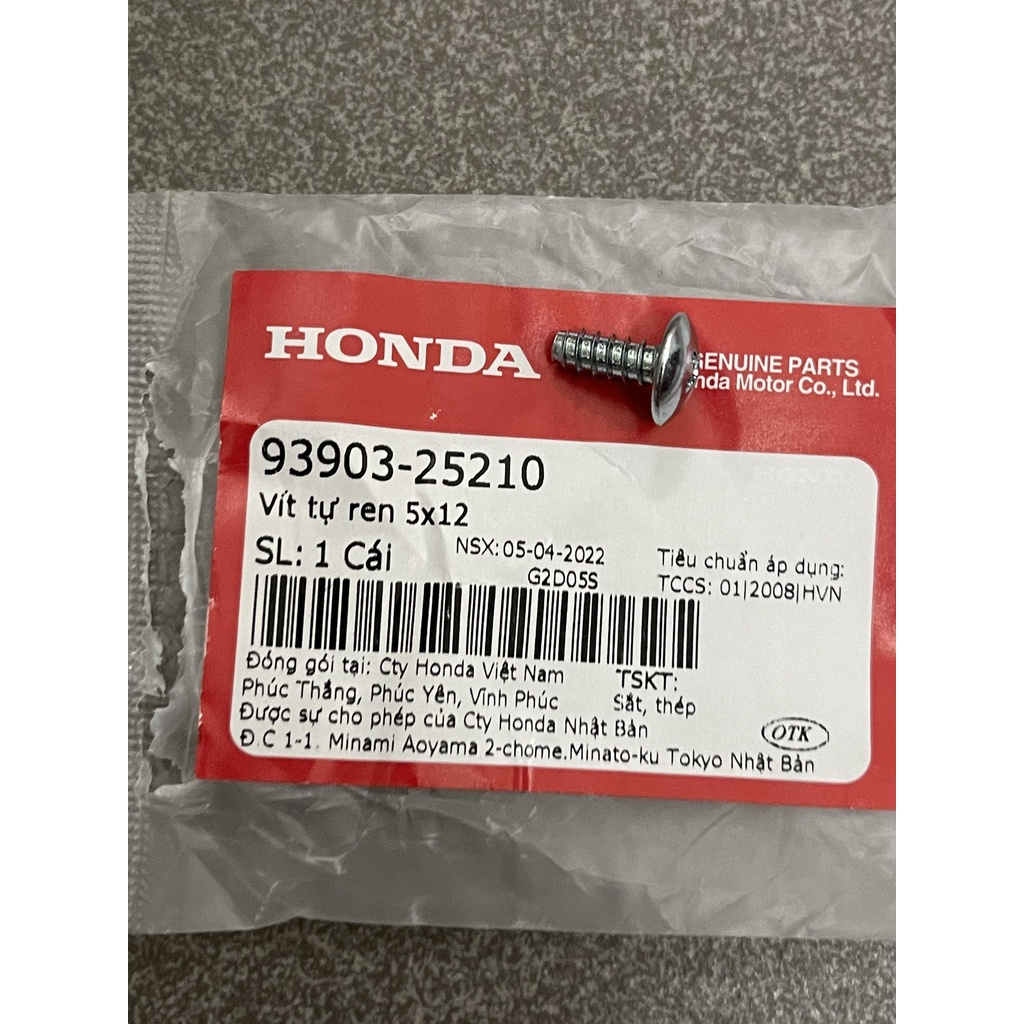 HONDA
GENUINE PARTS
nda Motor Co., Ltd.
93903-25210
Vít tự ren 5x12
SL: 1 Cái
NSX: 05-04-2022
G2D05S
Tiêu chuẩn áp dụng:
TCCS: 01|2008|HVN
Đóng gói tại: Cty Honda Việt Nam
Phúc Thắng, Phúc Yên, Vĩnh Phúc
TSKT:
Sắt, thép
Được sự cho phép của Cty Honda Nhật Bản
Đ.C 1-1. Minami Aoyama 2-chome.Minato-ku Tokyo Nhật Bản
OTK